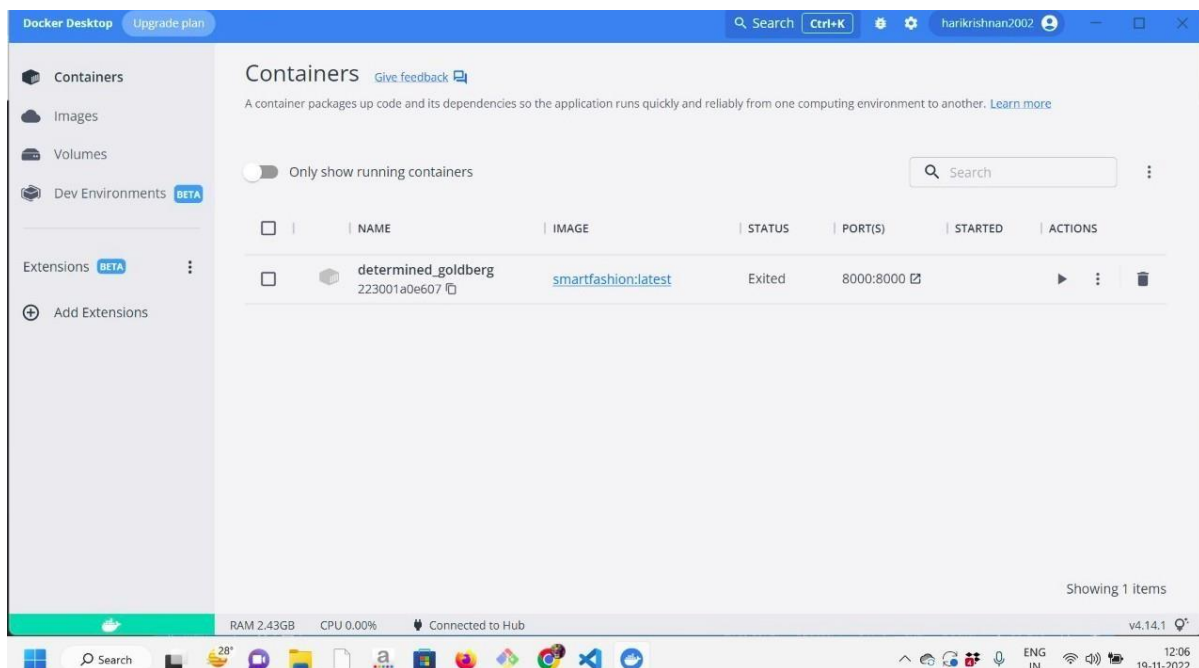 Docker Desktop Upgrade plan Search Ctrl+K harikrishnan2002
Containers
Images
Volumes
Dev Environments BETA
Extensions BETA
Add Extensions
Containers Give feedback
A container packages up code and its dependencies so the application runs quickly and reliably from one computing environment to another. Learn more
Only show running containers
Search
NAME IMAGE STATUS PORT(S) STARTED ACTIONS
determined_goldberg smartfashion:latest Exited 8000:8000
223001a0e607
Showing 1 items
RAM 2.43GB CPU 0.00% Connected to Hub v4.14.1
Search 28° a ENG 12:06
IN